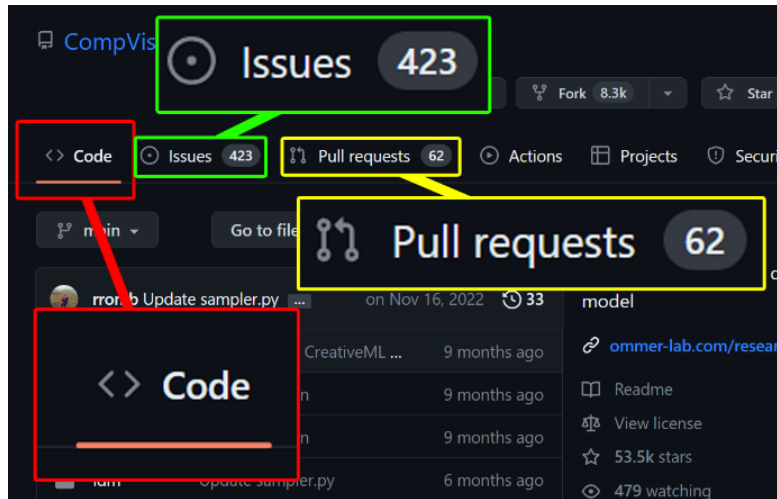 CompVis
Issues 423
Fork 8.3k
Star
Code
Issues 423
Pull requests 62
Actions
Projects
Securi
main
Go to file
Pull requests 62
rromb Update sampler.py ...
on Nov 16, 2022
33
model
Code
CreativeML ...
9 months ago
ommer-lab.com/resear
n
9 months ago
Readme
n
9 months ago
View license
53.5k stars
ldm
Update sampler.py
6 months ago
479 watching